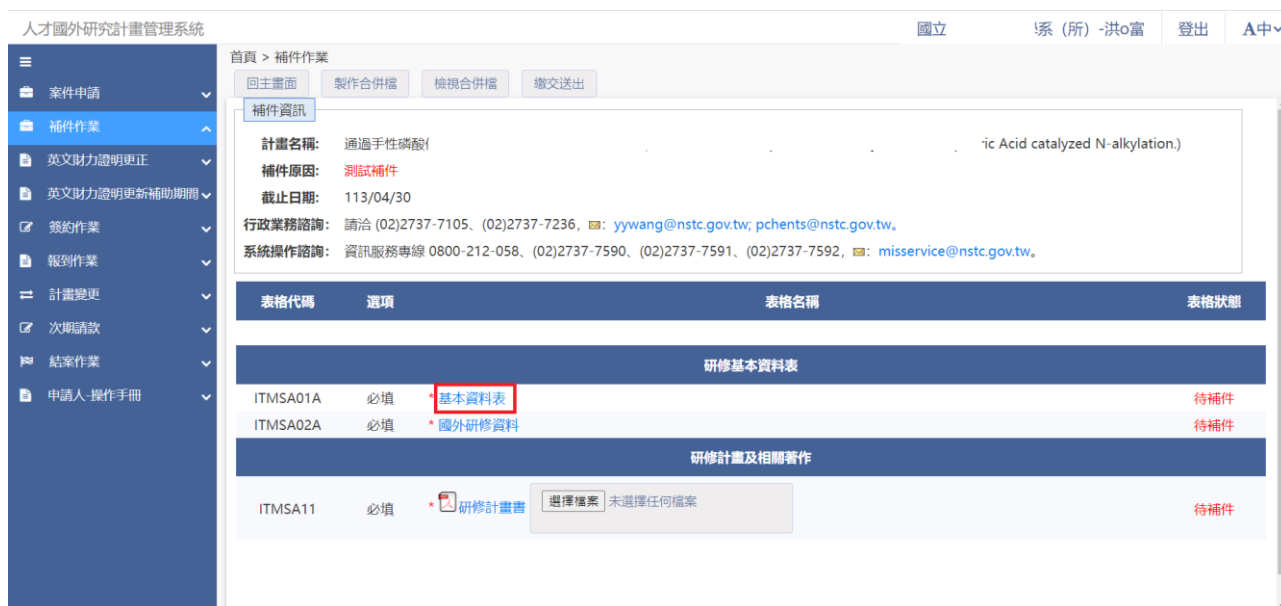 人才國外研究計畫管理系統 國立 系 (所) -洪o富 登出 A中
首頁 > 補件作業
回主畫面 製作合併檔 檢視合併檔 繳交送出
案件申請
補件作業
英文財力證明更正
英文財力證明更新補助期間
簽約作業
報到作業
計畫變更
次期請款
結案作業
申請人-操作手冊
補件資訊
計畫名稱: 通過手性磷酸 ric Acid catalyzed N-alkylation.)
補件原因: 測試補件
截止日期: 113/04/30
行政業務諮詢: 請洽 (02)2737-7105、(02)2737-7236, : yywang@nstc.gov.tw; pchents@nstc.gov.tw。
系統操作諮詢: 資訊服務專線 0800-212-058、(02)2737-7590、(02)2737-7591、(02)2737-7592, : misservice@nstc.gov.tw。
表格代碼 選項 表格名稱 表格狀態
研修基本資料表
ITMSA01A 必填 * 基本資料表 待補件
ITMSA02A 必填 * 國外研修資料 待補件
研修計畫及相關著作
ITMSA11 必填 * 研修計畫書 選擇檔案 未選擇任何檔案 待補件